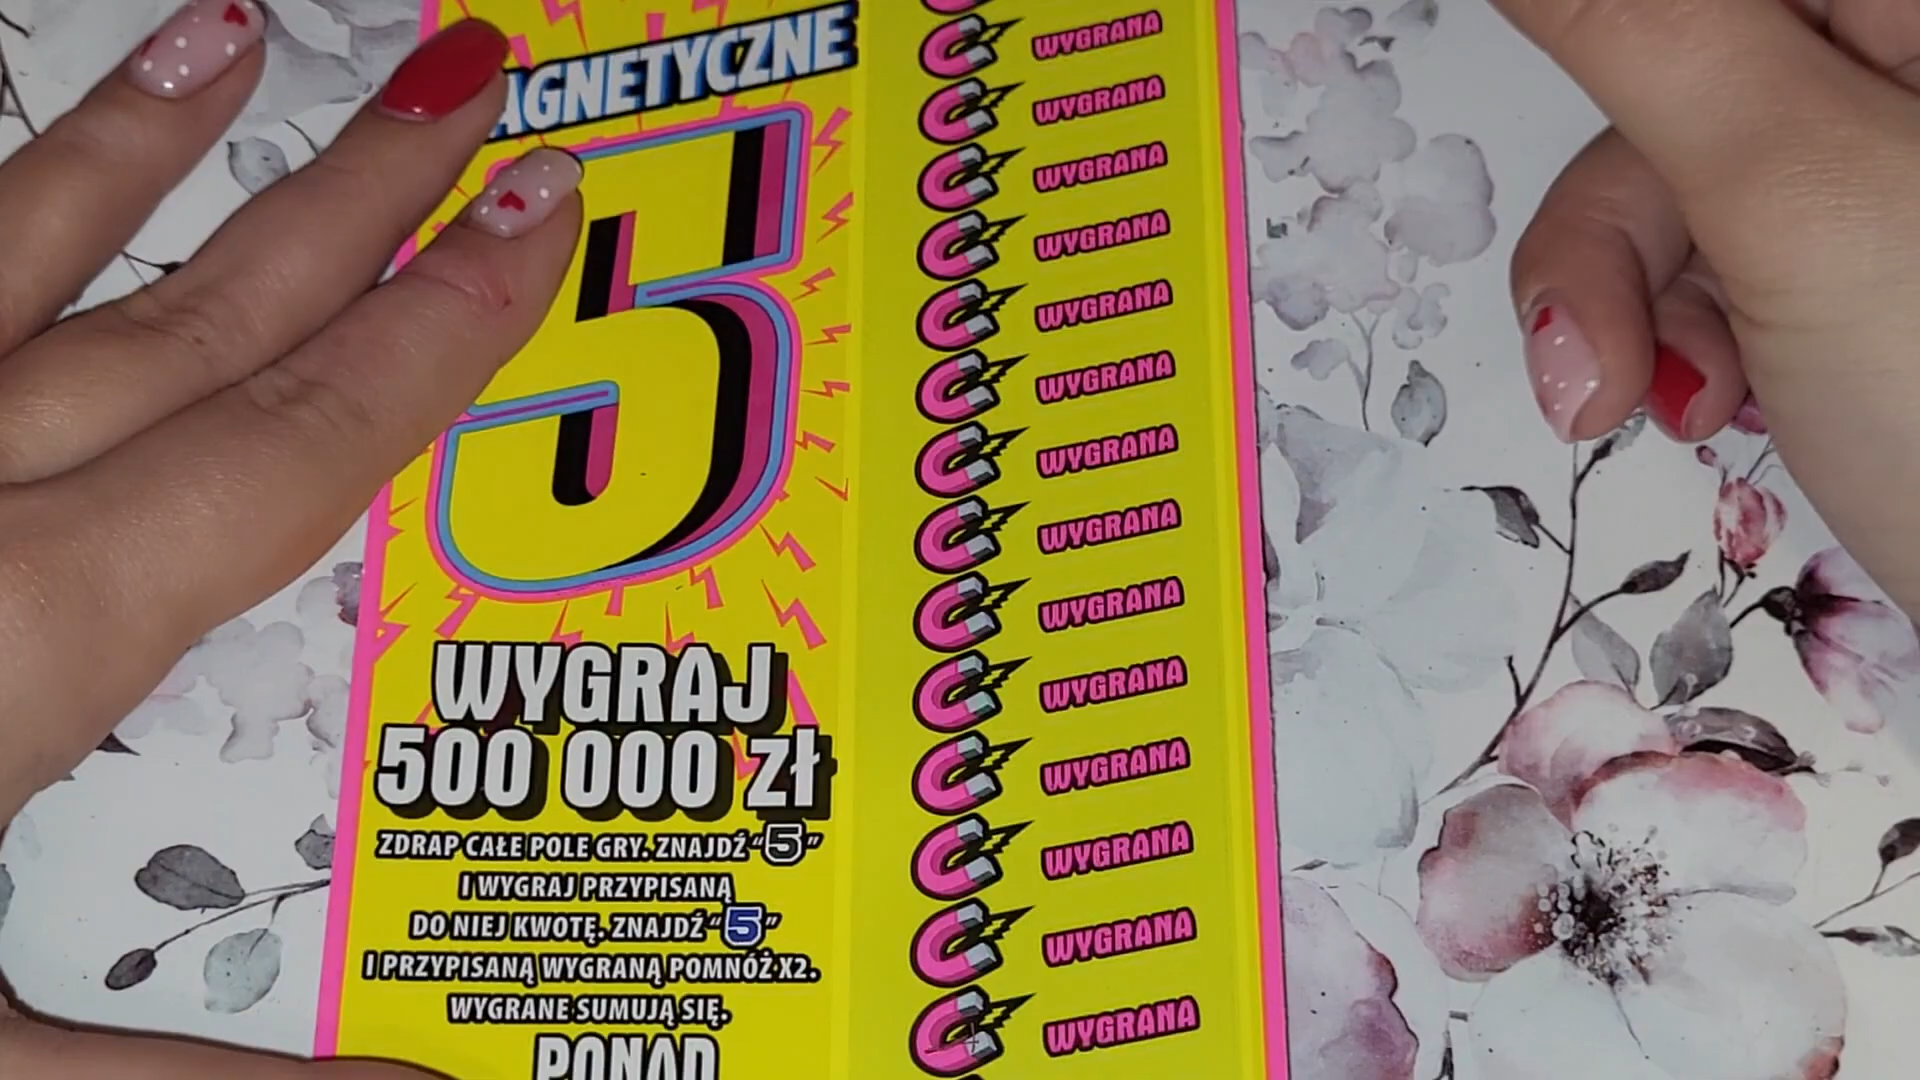 AGNETYCZNE
5
WYGRAJ
500 000 zł
ZDRAP CAŁE POLE GRY. ZNAJDŹ "5"
I WYGRAJ PRZYPISANĄ
DO NIEJ KWOTĘ. ZNAJDŹ "5"
I PRZYPISANĄ WYGRANĄ POMNÓŻ X2.
WYGRANE SUMUJĄ SIĘ.
PONAD
WYGRANA
WYGRANA
WYGRANA
WYGRANA
WYGRANA
WYGRANA
WYGRANA
WYGRANA
WYGRANA
WYGRANA
WYGRANA
WYGRANA
WYGRANA
WYGRANA